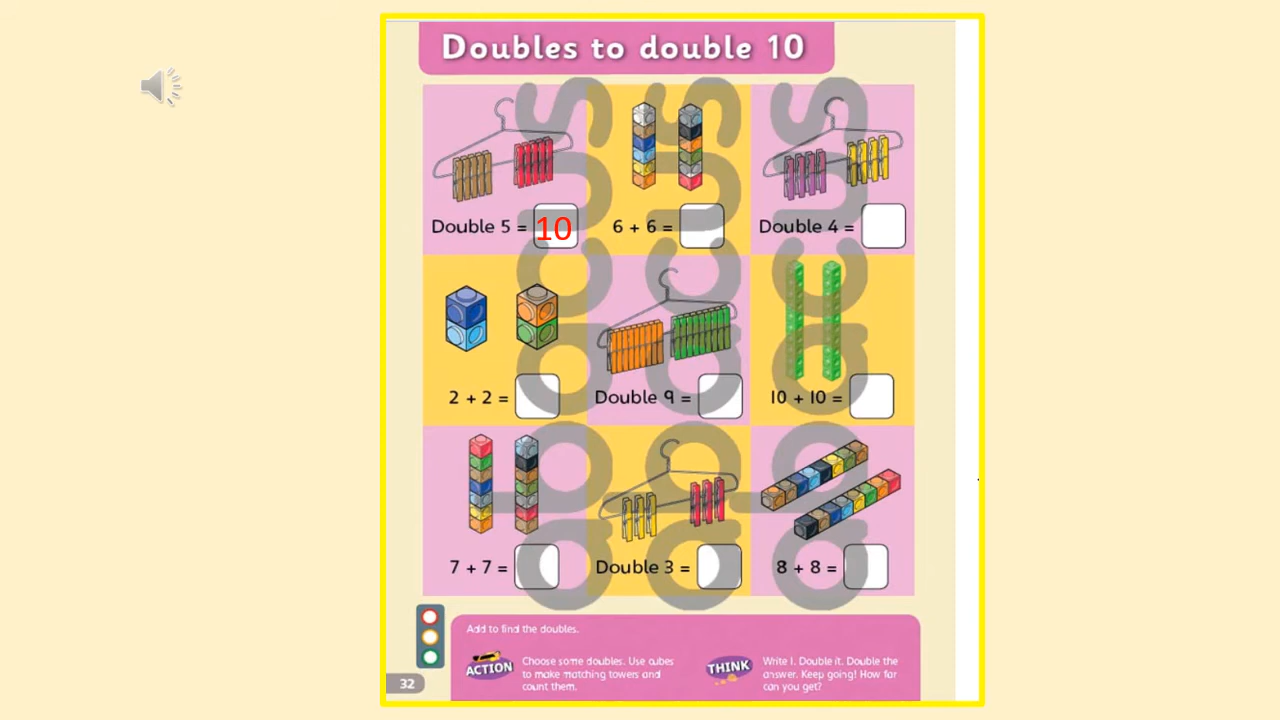 Doubles to double 10
Double 5 = 10
6 + 6 =
Double 4 =
2 + 2 =
Double 9 =
10 + 10 =
7 + 7 =
Double 3 =
8 + 8 =
abacus abacus abacus
Add to find the doubles.
ACTION
Choose some doubles. Use cubes
to make matching towers and
count them.
THINK
Write 1. Double it. Double the
answer. Keep going! How far
can you get?
32